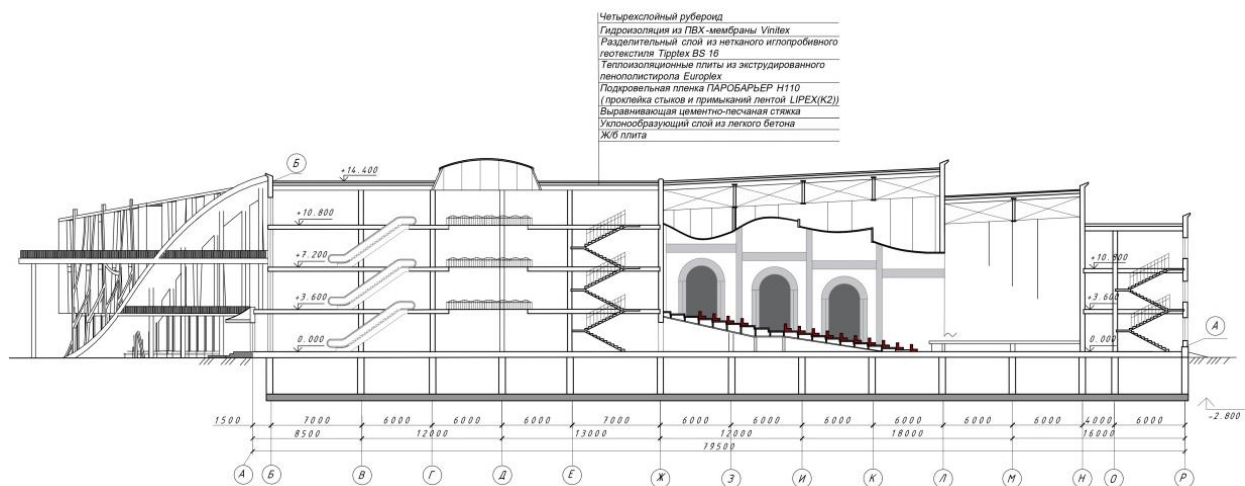 Четырехслойный рубероид
Гидроизоляция из ПВХ-мембраны Vinitex
Разделительный слой из нетканого иглопробивного
геотекстиля Tipptex BS 16
Теплоизоляционные плиты из экструдированного
пенополистирола Europlex
Подкровельная пленка ПАРОБАРЬЕР Н110
(проклейка стыков и примыканий лентой LIPEX(K2))
Выравнивающая цементно-песчаная стяжка
Уклонообразующий слой из легкого бетона
Ж/б плита
Б
+14.400
+10.800
+7.200
+10.800
+3.600
+3.600
А
0.000
0.000
-2.800
1500 7000 6000 6000 6000 7000 6000 6000 6000 6000 6000 6000 4000 6000
8500 12000 13000 12000 18000 16000
79500
А Б В Г Д Е Ж З И К Л М Н О Р